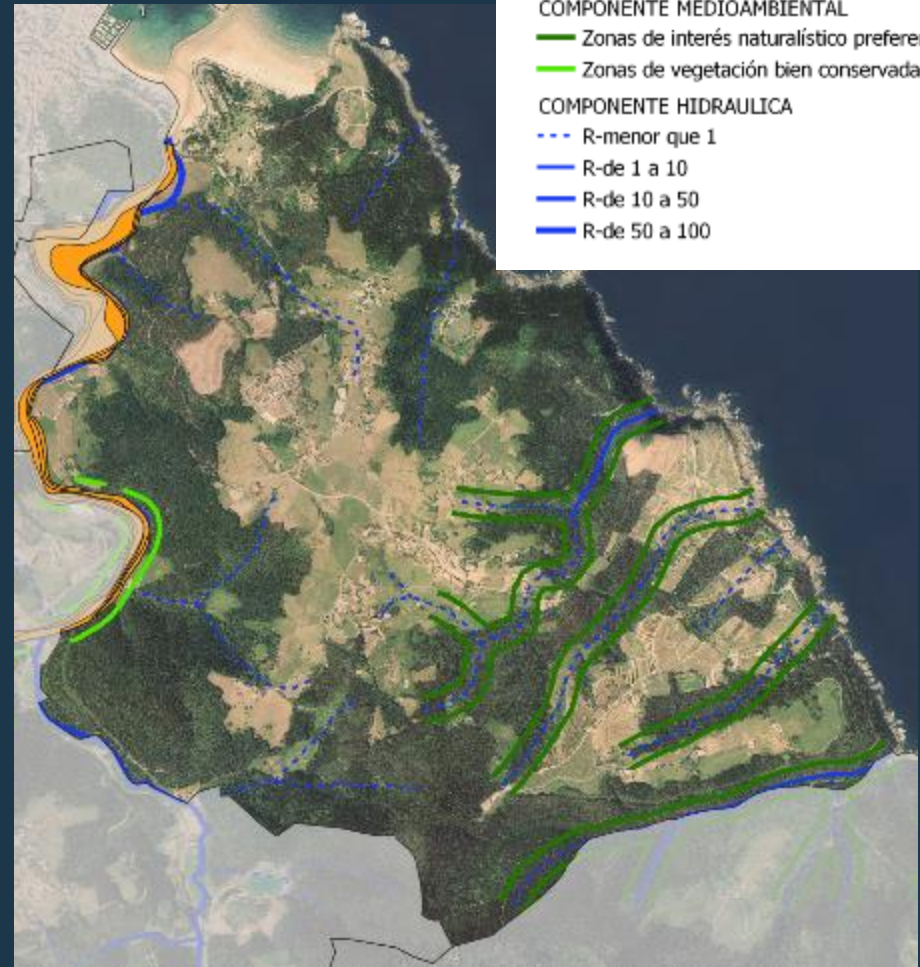 COMPONENTE MEDIOAMBIENTAL
Zonas de interés naturalístico prefere
Zonas de vegetación bien conservada
COMPONENTE HIDRAULICA
R-menor que 1
R-de 1 a 10
R-de 10 a 50
R-de 50 a 100